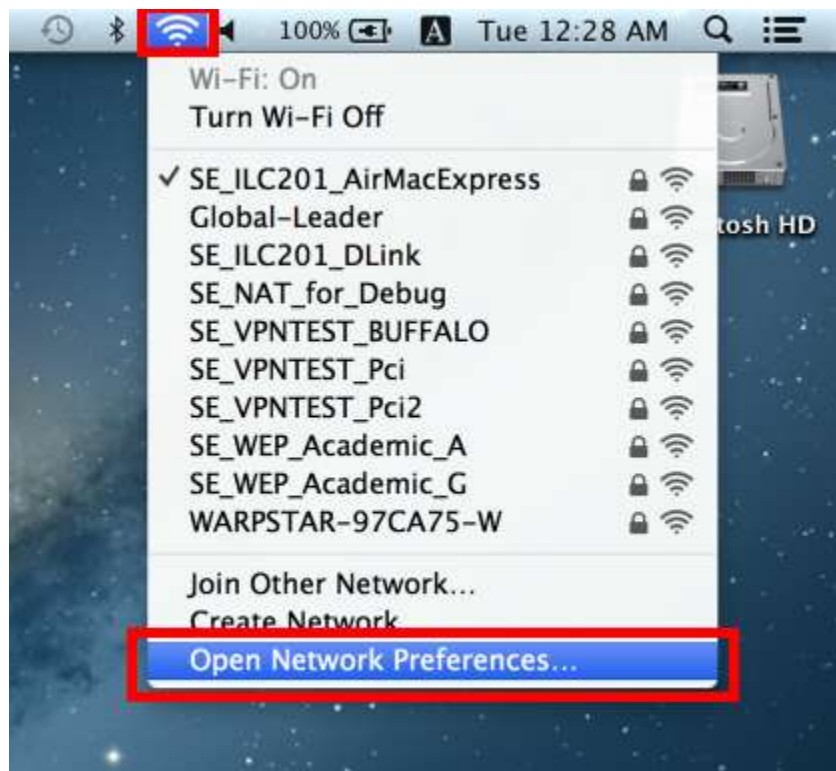 100% A Tue 12:28 AM
Wi-Fi: On
Turn Wi-Fi Off
✓ SE_ILC201_AirMacExpress
Global-Leader
SE_ILC201_DLink
SE_NAT_for_Debug
SE_VPNTEST_BUFFALO
SE_VPNTEST_Pci
SE_VPNTEST_Pci2
SE_WEP_Academic_A
SE_WEP_Academic_G
WARPSTAR-97CA75-W
Join Other Network...
Create Network
Open Network Preferences...
tosh HD